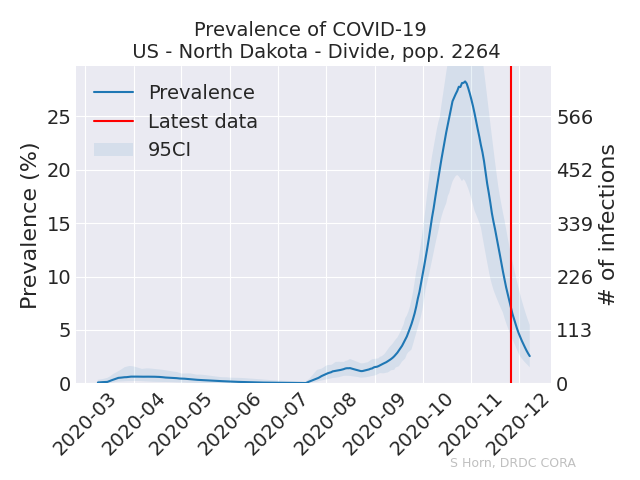 Prevalence of COVID-19
US - North Dakota - Divide, pop. 2264
Prevalence
Latest data
95CI
Prevalence (%)
25
20
15
10
5
0
566
452
339
226
113
0
# of infections
2020-03
2020-04
2020-05
2020-06
2020-07
2020-08
2020-09
2020-10
2020-11
2020-12
S Horn, DRDC CORA